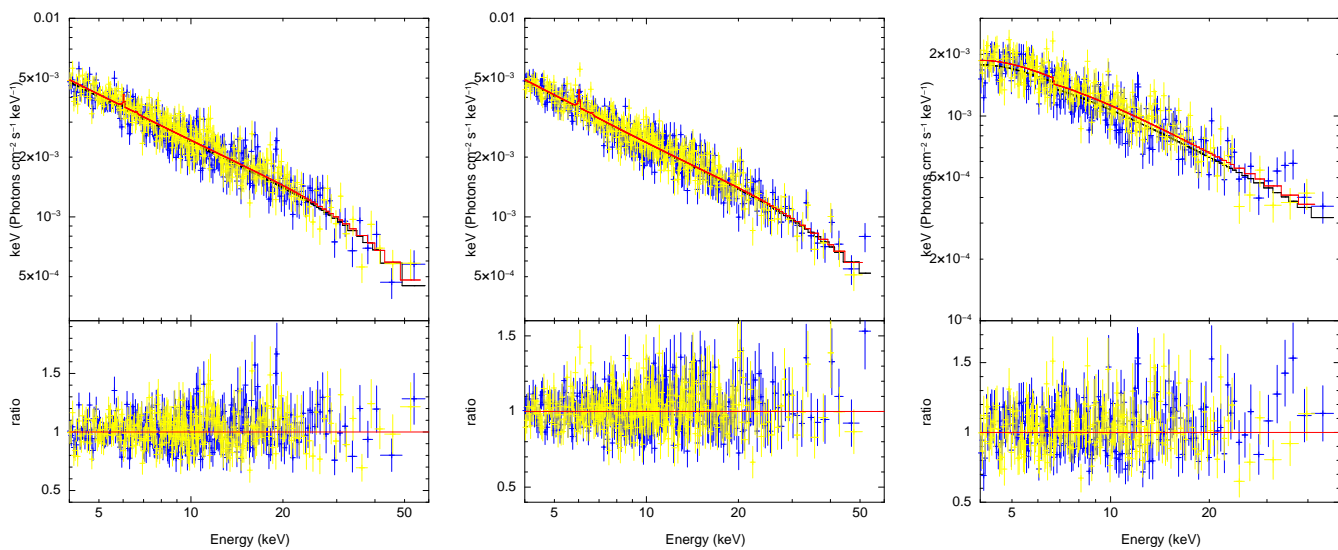 0.01
5×10⁻³
2×10⁻³
10⁻³
5×10⁻⁴
keV (Photons cm⁻² s⁻¹ keV⁻¹)
1.5
1
0.5
ratio
5 10 20 50
Energy (keV)
0.01
5×10⁻³
2×10⁻³
10⁻³
5×10⁻⁴
keV (Photons cm⁻² s⁻¹ keV⁻¹)
1.5
1
0.5
ratio
5 10 20 50
Energy (keV)
2×10⁻³
10⁻³
5×10⁻⁴
2×10⁻⁴
10⁻⁴
keV (Photons cm⁻² s⁻¹ keV⁻¹)
1.5
1
0.5
ratio
5 10 20
Energy (keV)